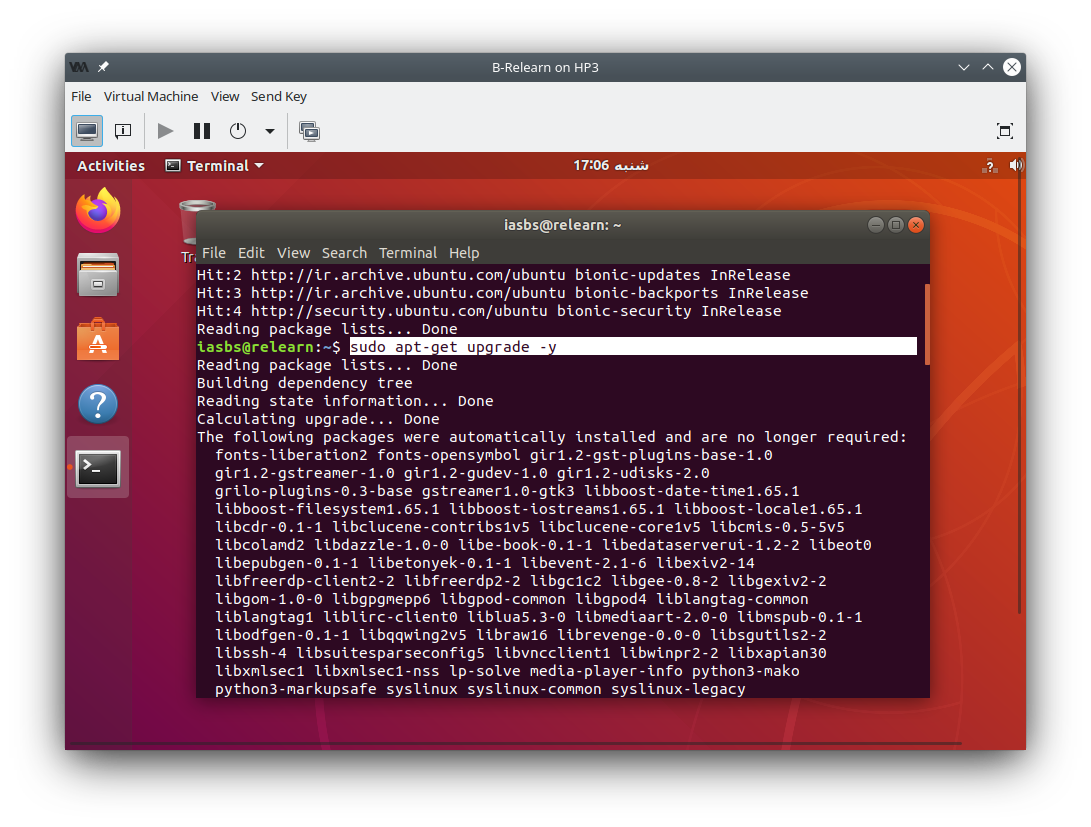 B-Relearn on HP3
File Virtual Machine View Send Key
Activities Terminal شنبه 17:06
iasbs@relearn: ~
File Edit View Search Terminal Help
Hit:2 http://ir.archive.ubuntu.com/ubuntu bionic-updates InRelease
Hit:3 http://ir.archive.ubuntu.com/ubuntu bionic-backports InRelease
Hit:4 http://security.ubuntu.com/ubuntu bionic-security InRelease
Reading package lists... Done
iasbs@relearn:~$ sudo apt-get upgrade -y
Reading package lists... Done
Building dependency tree
Reading state information... Done
Calculating upgrade... Done
The following packages were automatically installed and are no longer required:
fonts-liberation2 fonts-opensymbol gir1.2-gst-plugins-base-1.0
gir1.2-gstreamer-1.0 gir1.2-gudev-1.0 gir1.2-udisks-2.0
grilo-plugins-0.3-base gstreamer1.0-gtk3 libboost-date-time1.65.1
libboost-filesystem1.65.1 libboost-iostreams1.65.1 libboost-locale1.65.1
libcdr-0.1-1 libclucene-contribs1v5 libclucene-core1v5 libcmis-0.5-5v5
libcolamd2 libdazzle-1.0-0 libe-book-0.1-1 libedataserverui-1.2-2 libeot0
libepubgen-0.1-1 libetonyek-0.1-1 libevent-2.1-6 libexiv2-14
libfreerdp-client2-2 libfreerdp2-2 libgc1c2 libgee-0.8-2 libgexiv2-2
libgom-1.0-0 libgpgmepp6 libgpod-common libgpod4 liblangtag-common
liblangtag1 liblirc-client0 liblua5.3-0 libmediaart-2.0-0 libmspub-0.1-1
libodfgen-0.1-1 libqqwing2v5 libraw16 librevenge-0.0-0 libsgutils2-2
libssh-4 libsuitesparseconfig5 libvncclient1 libwinpr2-2 libxapian30
libxmlsec1 libxmlsec1-nss lp-solve media-player-info python3-mako
python3-markupsafe syslinux syslinux-common syslinux-legacy